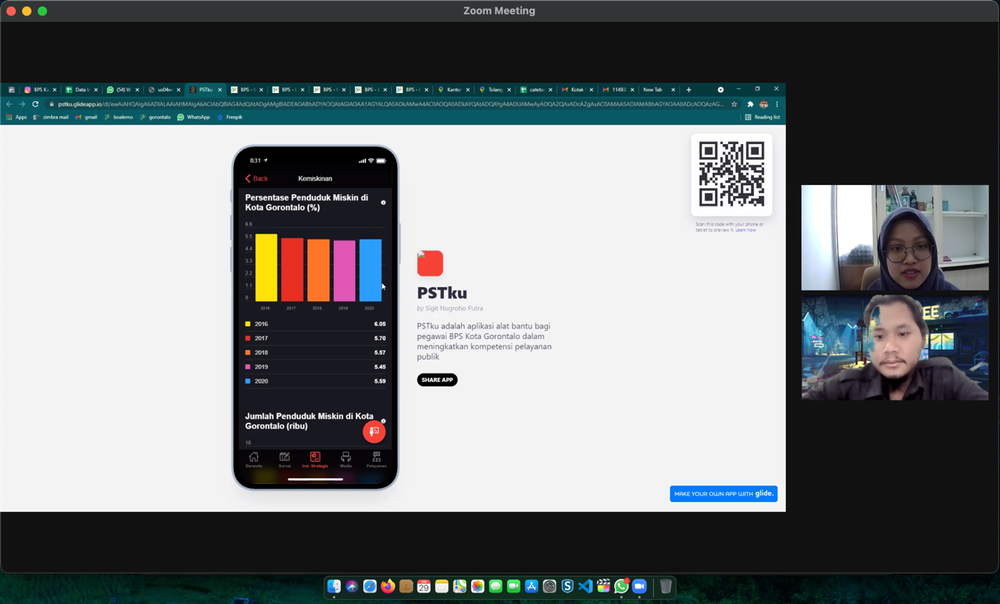 Zoom Meeting
BPS Ka
Data In
(54) W
us04w
PSTku
BPS - 
BPS - 
BPS - 
BPS - 
BPS - 
Kantor
Tolang
cateta
Kotak
11493
New Tab
pstku.glideapp.io/dl/
Apps
zimbra mail
gmail
boalemo
gorontalo
WhatsApp
Freepik
Reading list
8:31
Back
Kemiskinan
Persentase Penduduk Miskin di
Kota Gorontalo (%)
6.6
5.5
4.4
3.3
2.2
1.1
0
2016 2017 2018 2019 2020
2016 6.05
2017 5.70
2018 5.57
2019 5.45
2020 5.59
Jumlah Penduduk Miskin di Kota
Gorontalo (ribu)
18
Beranda
Survei
Ind. Strategis
Media
Pelayanan
PSTku
by Sigit Nugroho Putra
PSTku adalah aplikasi alat bantu bagi
pegawai BPS Kota Gorontalo dalam
meningkatkan kompetensi pelayanan
publik
SHARE APP
Scan this code with your phone or
tablet to preview it. Learn how
MAKE YOUR OWN APP WITH glide.
EE
29